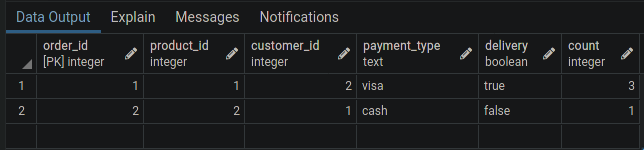 Data Output Explain Messages Notifications
order_id product_id customer_id payment_type delivery count
[PK] integer integer integer text boolean integer
1 1 1 2 visa true 3
2 2 2 1 cash false 1